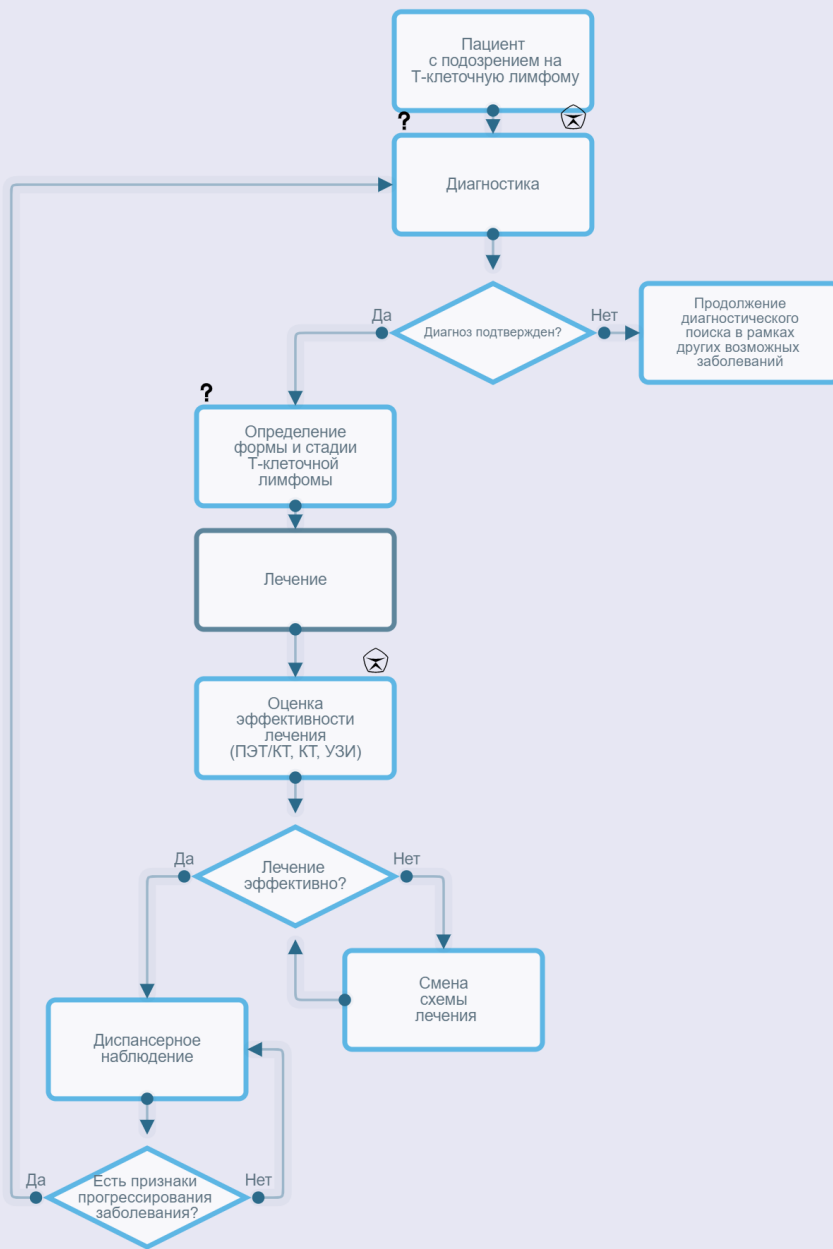 Пациент
с подозрением на
Т-клеточную лимфому
?
Диагностика
Да
Диагноз подтвержден?
Нет
Продолжение
диагностического
поиска в рамках
других возможных
заболеваний
?
Определение
формы и стадии
Т-клеточной
лимфомы
Лечение
Оценка
эффективности
лечения
(ПЭТ/КТ, КТ, УЗИ)
Да
Лечение
эффективно?
Нет
Смена
схемы
лечения
Диспансерное
наблюдение
Да
Есть признаки
прогрессирования
заболевания?
Нет